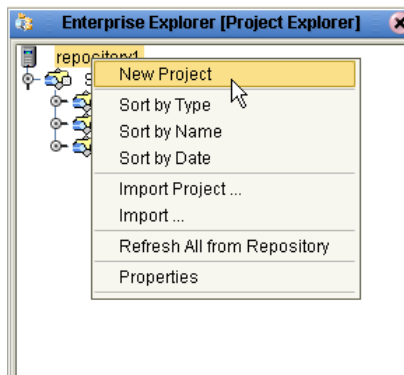 Enterprise Explorer [Project Explorer]
repository1
S
New Project
Sort by Type
Sort by Name
Sort by Date
Import Project ...
Import ...
Refresh All from Repository
Properties